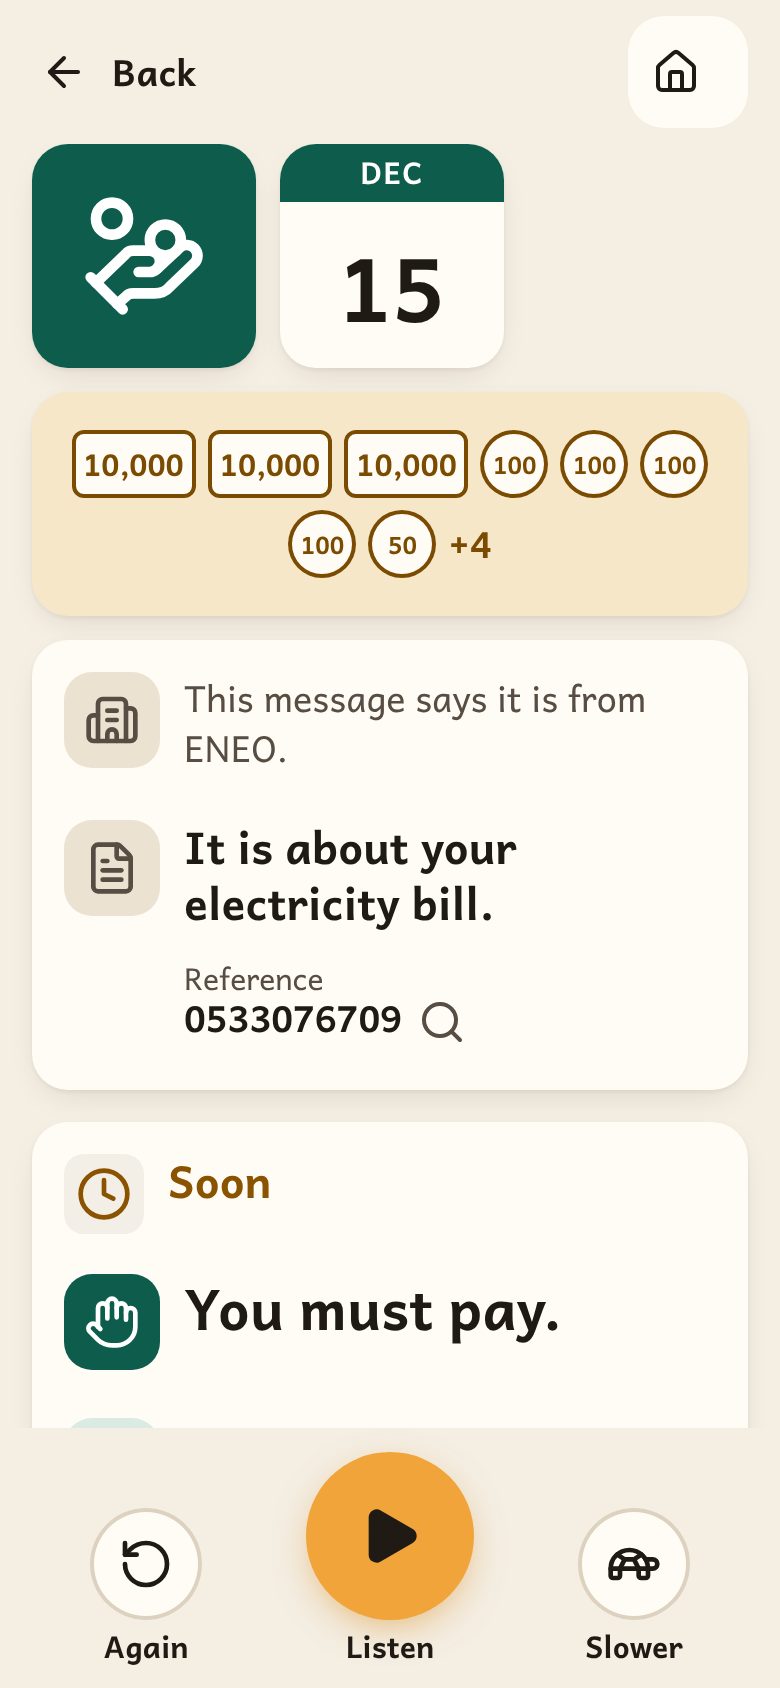 Back
DEC
15
10,000 10,000 10,000 100 100 100
100 50 +4
This message says it is from
ENEO.
It is about your
electricity bill.
Reference
0533076709
Soon
You must pay.
Again
Listen
Slower